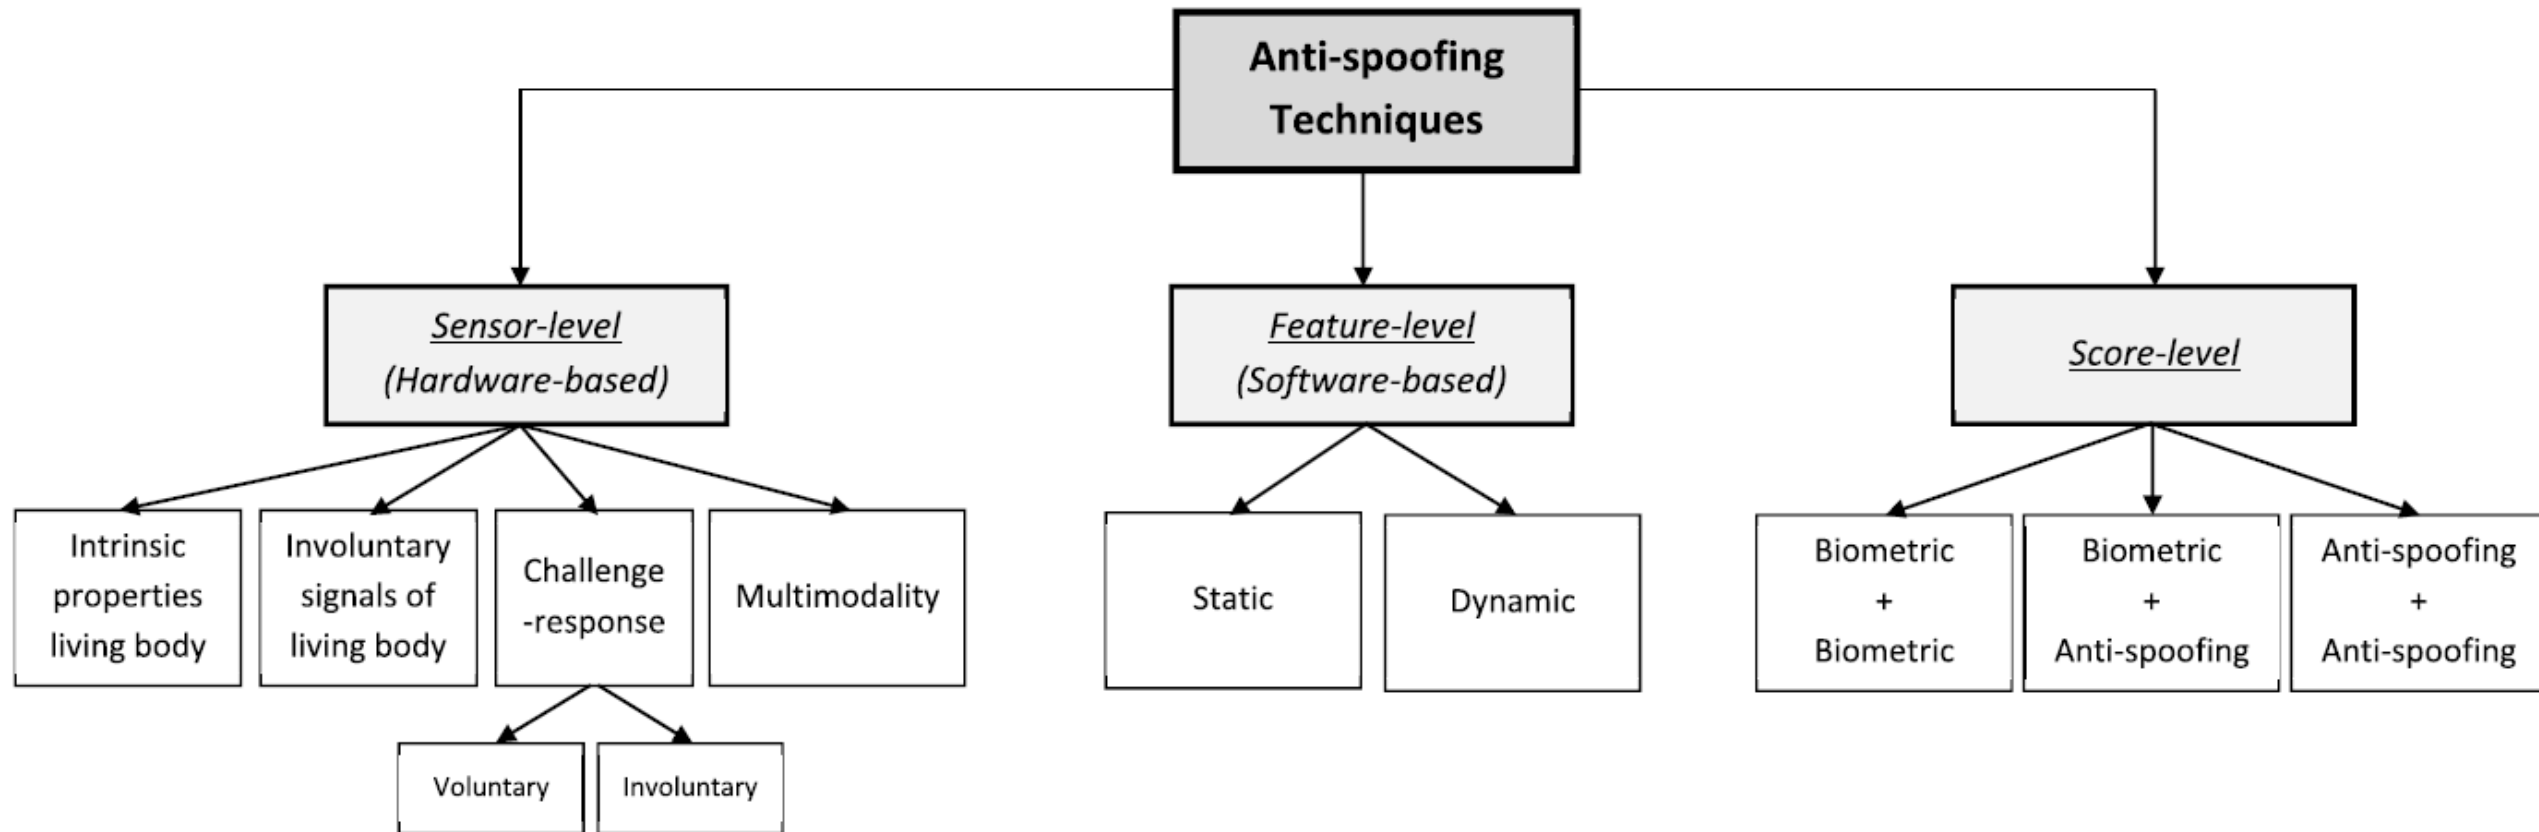 Anti-spoofing
Techniques
Sensor-level
(Hardware-based)
Feature-level
(Software-based)
Score-level
Intrinsic
properties
living body
Involuntary
signals of
living body
Challenge
-response
Multimodality
Static
Dynamic
Biometric
+
Biometric
Biometric
+
Anti-spoofing
Anti-spoofing
+
Anti-spoofing
Voluntary
Involuntary